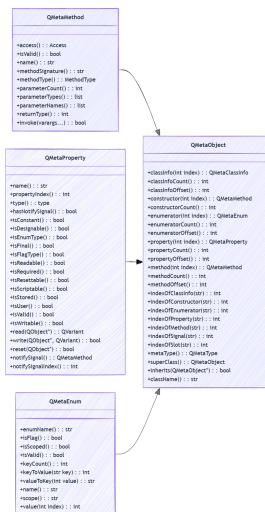 QMetaMethod
+access() : : Access
+isValid() : : bool
+name() : : str
+methodSignature() : : str
+methodType() : : MethodType
+parameterCount() : : int
+parameterTypes() : : list
+parameterNames() : : list
+returnType() : : int
+invoke(varargs...) : : bool
QMetaProperty
+name() : : str
+propertyIndex() : : int
+type() : : type
+hasNotifySignal() : : bool
+isConstant() : : bool
+isDesignable() : : bool
+isEnumType() : : bool
+isFinal() : : bool
+isFlagType() : : bool
+isReadable() : : bool
+isRequired() : : bool
+isResettable() : : bool
+isScriptable() : : bool
+isStored() : : bool
+isUser() : : bool
+isValid() : : bool
+isWritable() : : bool
+read(QObject*) : : QVariant
+write(QObject*, QVariant) : : bool
+reset(QObject*) : : bool
+notifySignal() : : QMetaMethod
+notifySignalIndex() : : int
QMetaEnum
+enumName() : : str
+isFlag() : : bool
+isScoped() : : bool
+isValid() : : bool
+keyCount() : : int
+keyToValue(str key) : : int
+valueToKey(int value) : : str
+name() : : str
+scope() : : str
+value(int index) : : int
QMetaObject
+classInfo(int index) : : QMetaClassInfo
+classInfoCount() : : int
+classInfoOffset() : : int
+constructor(int index) : : QMetaMethod
+constructorCount() : : int
+enumerator(int index) : : QMetaEnum
+enumeratorCount() : : int
+enumeratorOffset() : : int
+property(int index) : : QMetaProperty
+propertyCount() : : int
+propertyOffset() : : int
+method(int index) : : QMetaMethod
+methodCount() : : int
+methodOffset() : : int
+indexOfClassInfo(str) : : int
+indexOfConstructor(str) : : int
+indexOfEnumerator(str) : : int
+indexOfProperty(str) : : int
+indexOfMethod(str) : : int
+indexOfSignal(str) : : int
+indexOfSlot(str) : : int
+metaType() : : QMetaType
+superClass() : : QMetaObject
+inherits(QMetaObject*) : : bool
+className() : : str